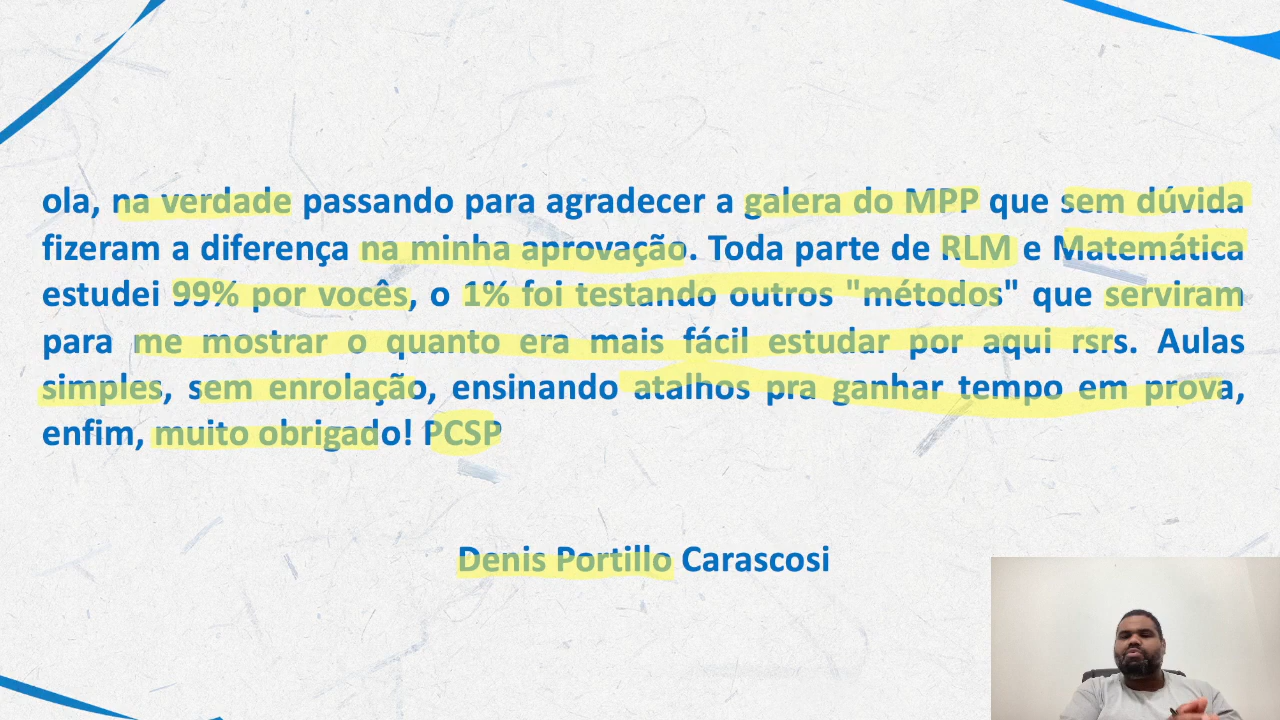 ola, na verdade passando para agradecer a galera do MPP que sem dúvida
fizeram a diferença na minha aprovação. Toda parte de RLM e Matemática
estudei 99% por vocês, o 1% foi testando outros "métodos" que serviram
para me mostrar o quanto era mais fácil estudar por aqui rsrs. Aulas
simples, sem enrolação, ensinando atalhos pra ganhar tempo em prova,
enfim, muito obrigado! PCSP
Denis Portillo Carascosi